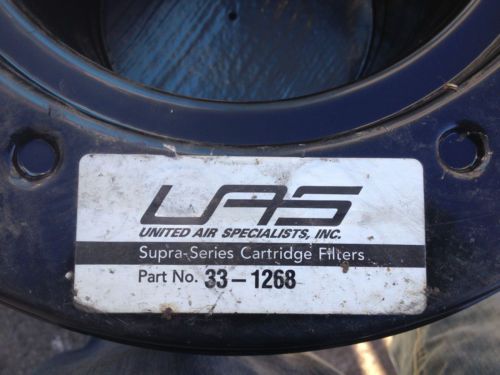 UAS
UNITED AIR SPECIALISTS, INC.
Supra-Series Cartridge Filters
Part No. 33-1268